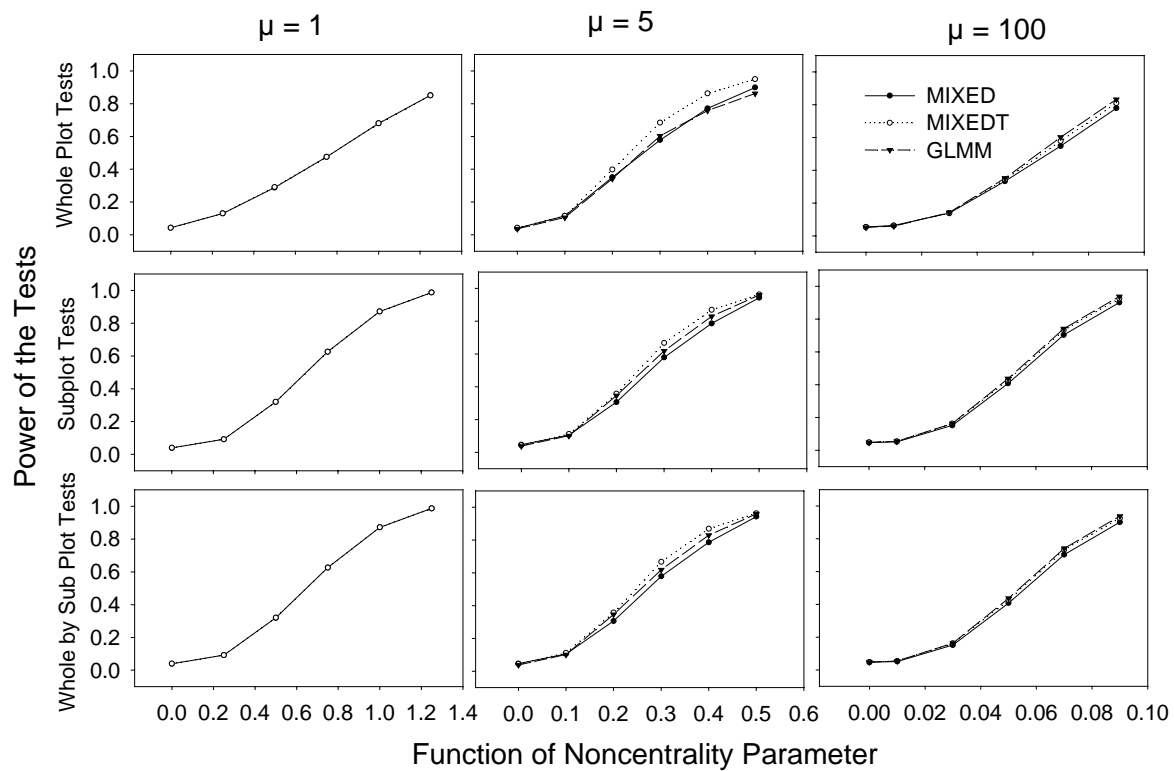 μ = 1
μ = 5
μ = 100
Power of the Tests
Whole Plot Tests
1.0
0.8
0.6
0.4
0.2
0.0
MIXED
MIXEDT
GLMM
Subplot Tests
1.0
0.8
0.6
0.4
0.2
0.0
Whole by Sub Plot Tests
1.0
0.8
0.6
0.4
0.2
0.0
0.0 0.2 0.4 0.6 0.8 1.0 1.2 1.4
0.0 0.1 0.2 0.3 0.4 0.5 0.6
0.00 0.02 0.04 0.06 0.08 0.10
Function of Noncentrality Parameter